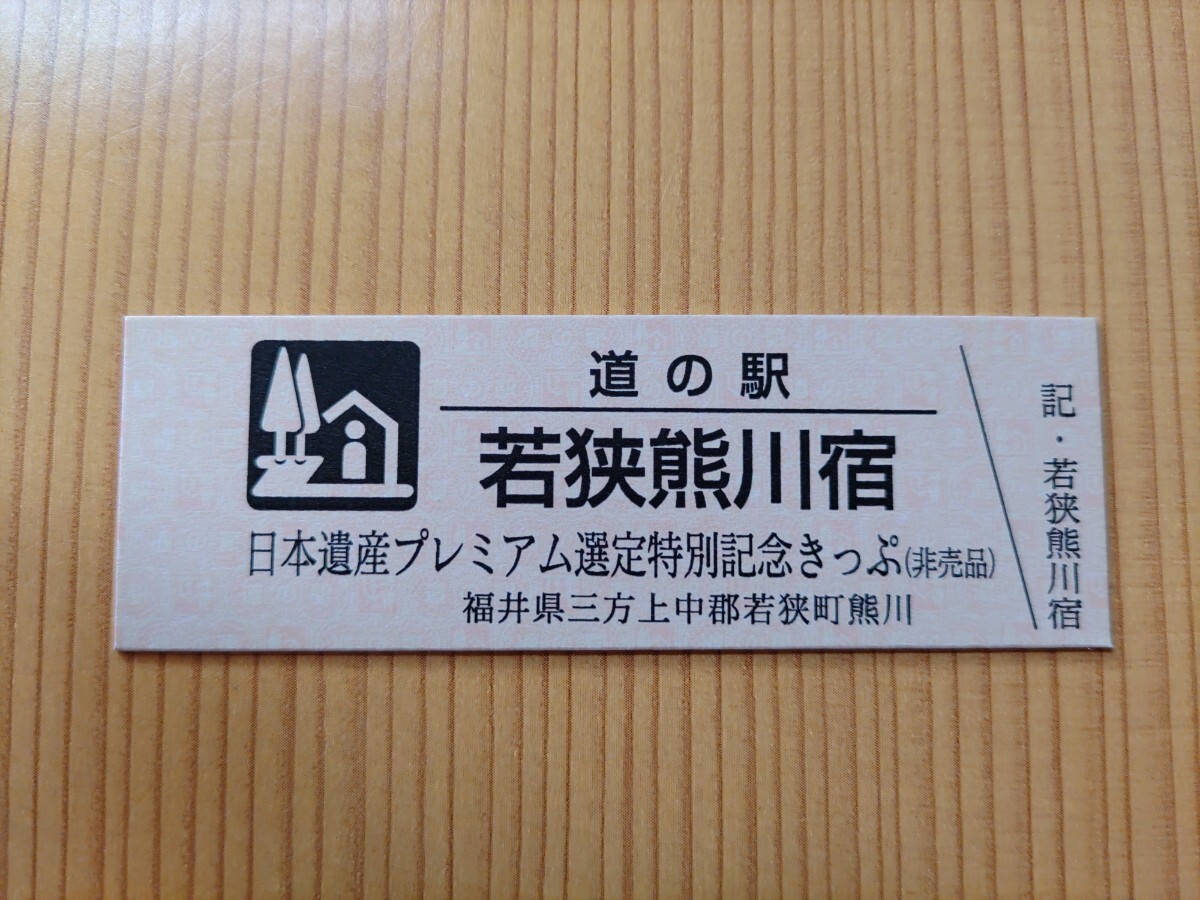 道の駅
若狭熊川宿
日本遺産プレミアム選定特別記念きっぷ(非売品)
福井県三方上中郡若狭町熊川
記・若狭熊川宿